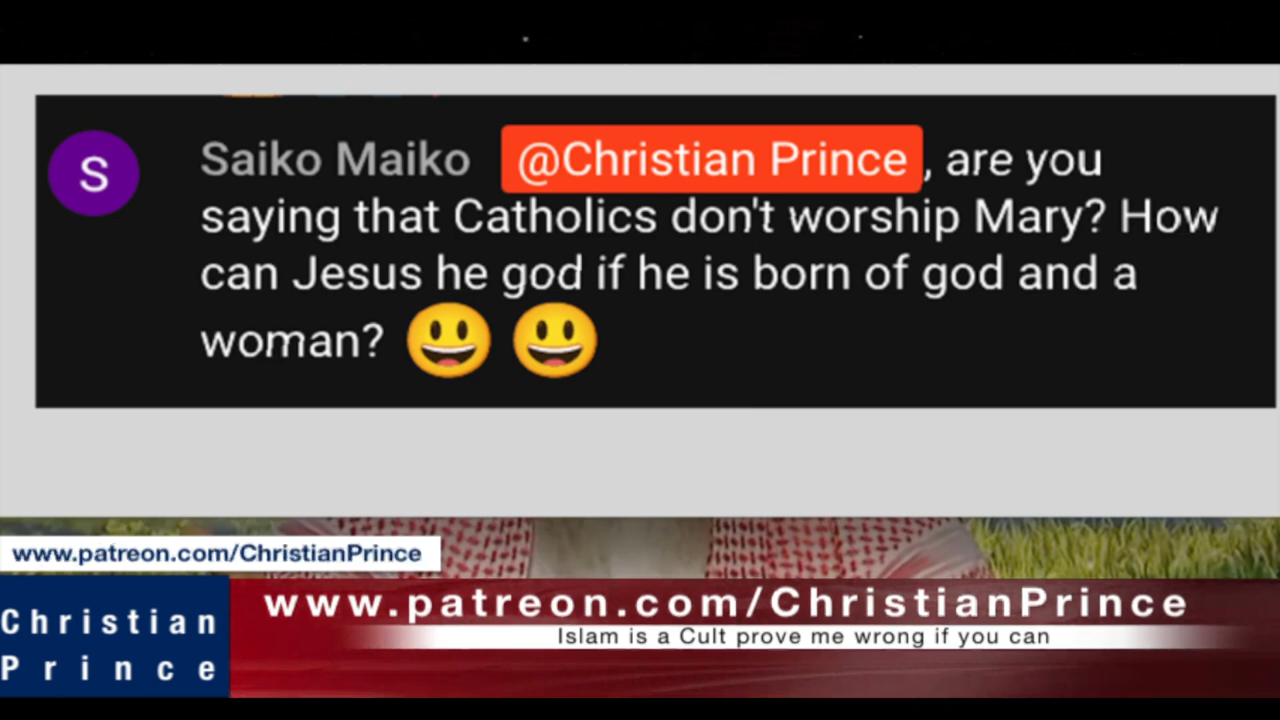 S
Saiko Maiko @Christian Prince, are you
saying that Catholics don't worship Mary? How
can Jesus he god if he is born of god and a
woman? 😃 😃
www.patreon.com/ChristianPrince
www.patreon.com/ChristianPrince
Islam is a Cult prove me wrong if you can
Christian
Prince